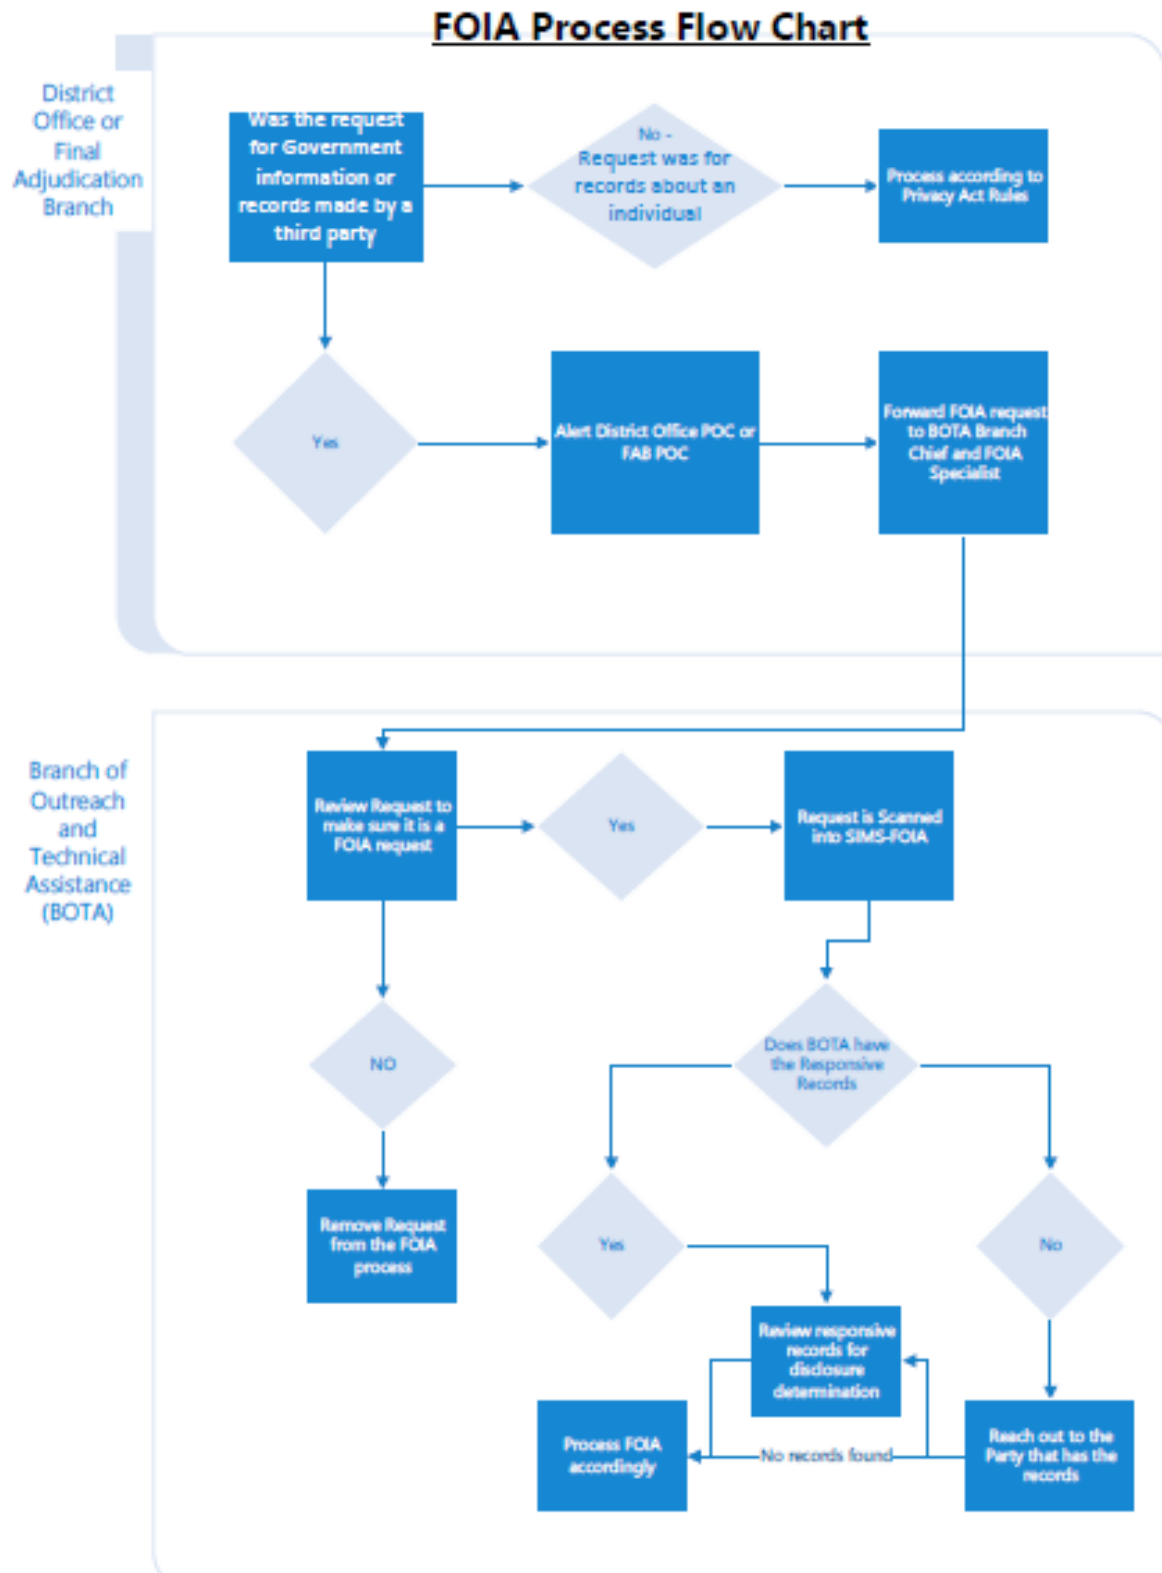 FOIA Process Flow Chart
District
Office or
Final
Adjudication
Branch
Was the request
for Government
information or
records made by a
third party
No -
Request was for
records about an
individual
Process according to
Privacy Act Rules
Yes
Alert District Office POC or
FAB POC
Forward FOIA request
to BOTA Branch
Chief and FOIA
Specialist
Branch of
Outreach
and
Technical
Assistance
(BOTA)
Review Request to
make sure it is a
FOIA request
Yes
Request is Scanned
into SIMS-FOIA
NO
Does BOTA have
the Responsive
Records
Remove Request
from the FOIA
process
Yes
No
Review responsive
records for
disclosure
determination
Process FOIA
accordingly
No records found
Reach out to the
Party that has the
records